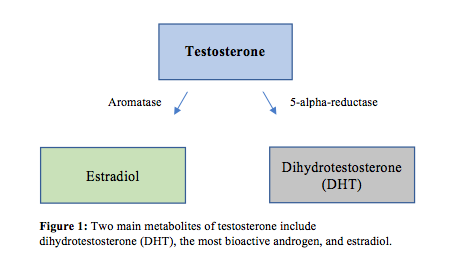 Testosterone
Aromatase
5-alpha-reductase
Estradiol
Dihydrotestosterone
(DHT)
Figure 1: Two main metabolites of testosterone include
dihydrotestosterone (DHT), the most bioactive androgen, and estradiol.